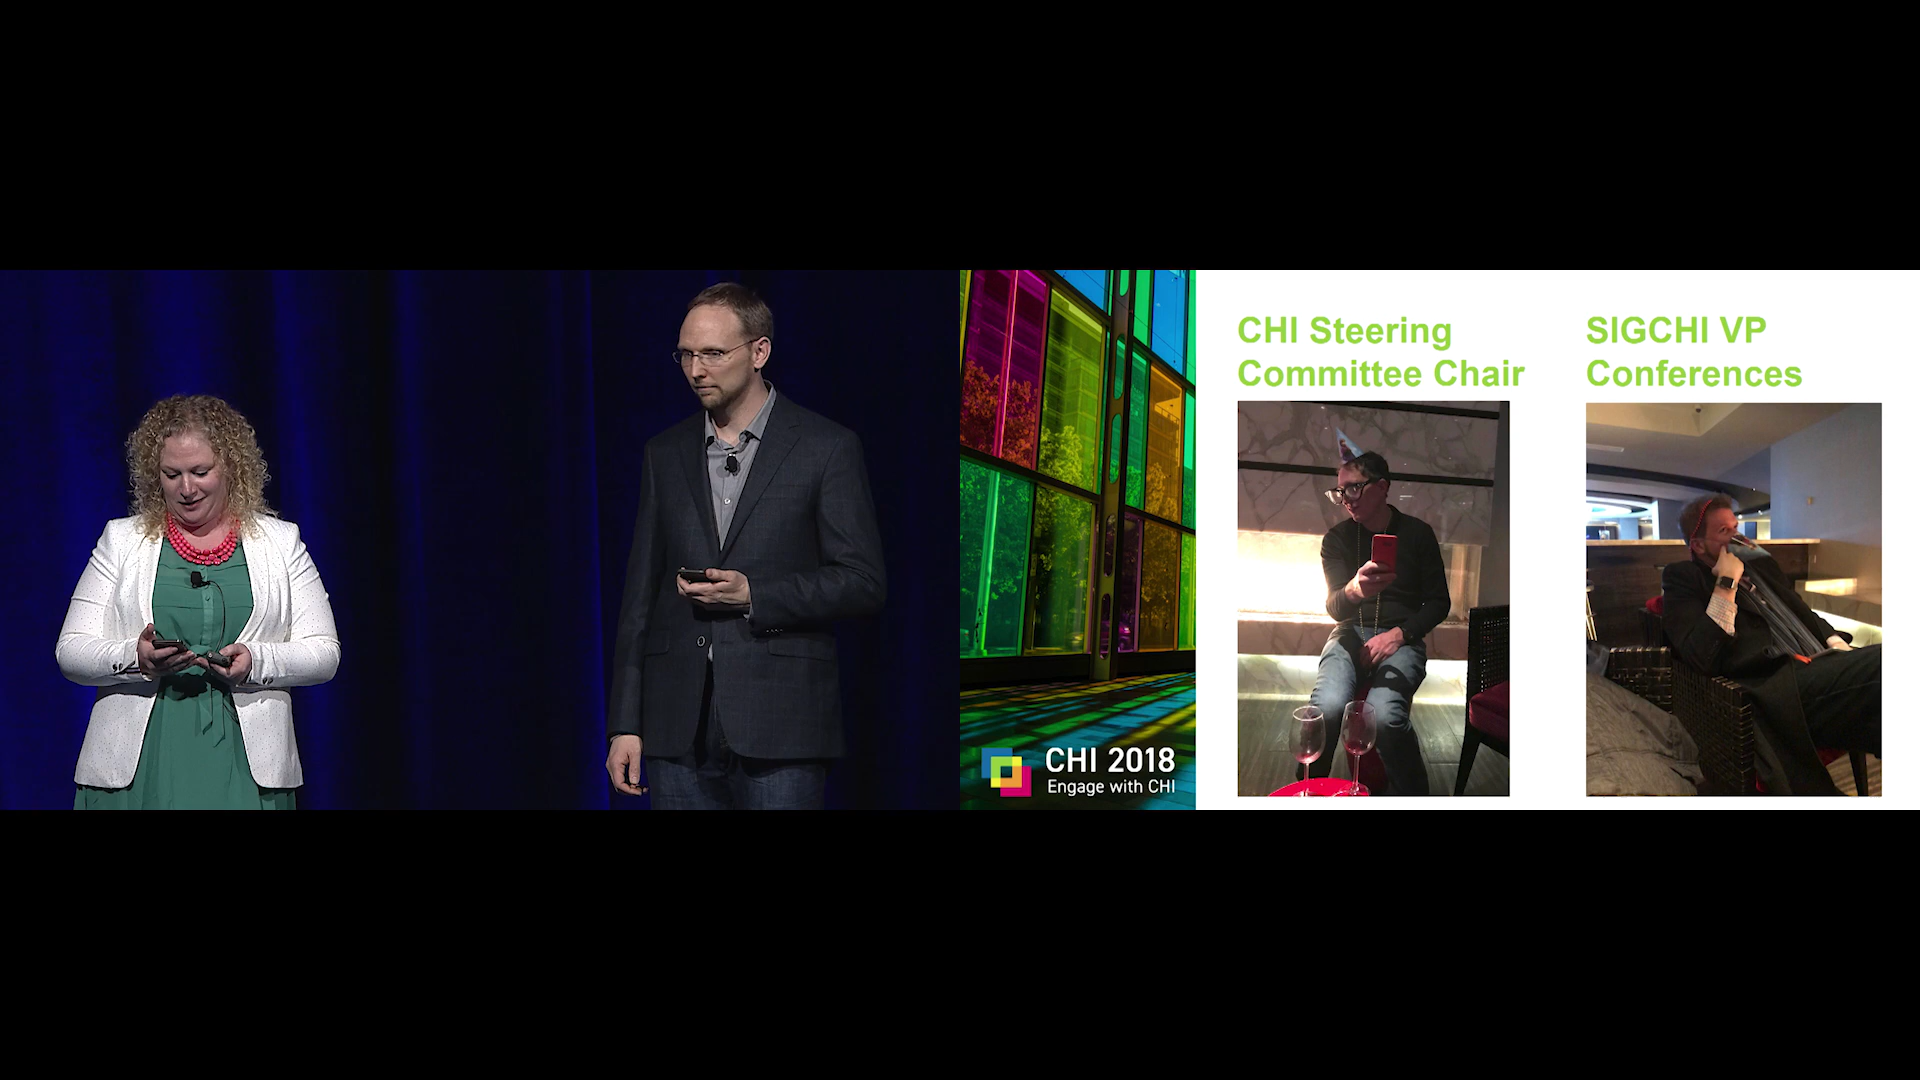 CHI Steering
Committee Chair
SIGCHI VP
Conferences
CHI 2018
Engage with CHI